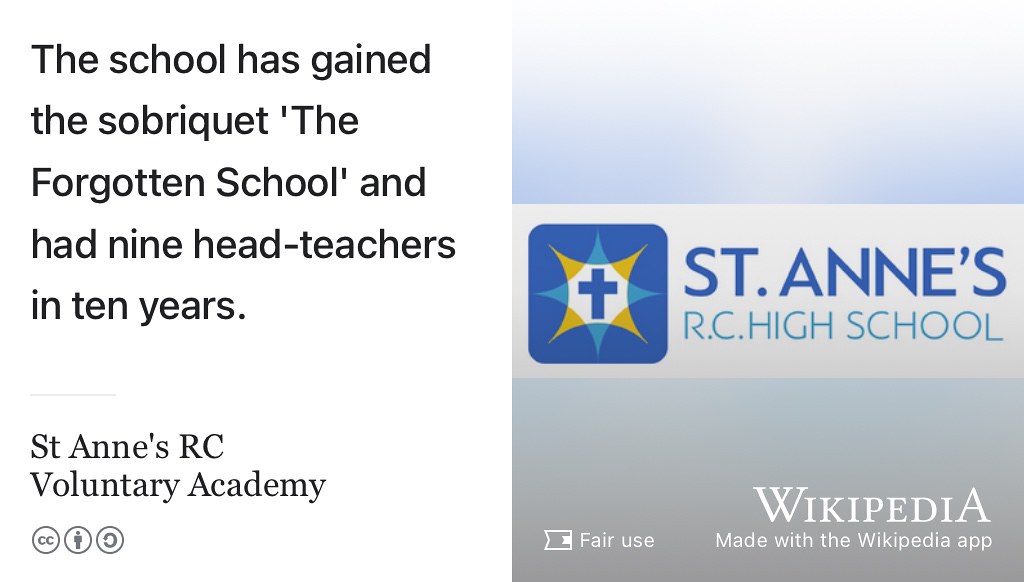 The school has gained
the sobriquet 'The
Forgotten School' and
had nine head-teachers
in ten years.
St Anne's RC
Voluntary Academy
cc
ST. ANNE'S
R.C.HIGH SCHOOL
WIKIPEDIA
Fair use
Made with the Wikipedia app